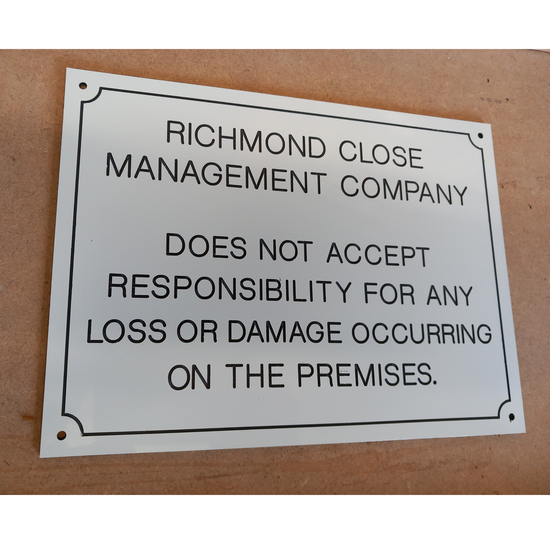 RICHMOND CLOSE
MANAGEMENT COMPANY
DOES NOT ACCEPT
RESPONSIBILITY FOR ANY
LOSS OR DAMAGE OCCURRING
ON THE PREMISES.